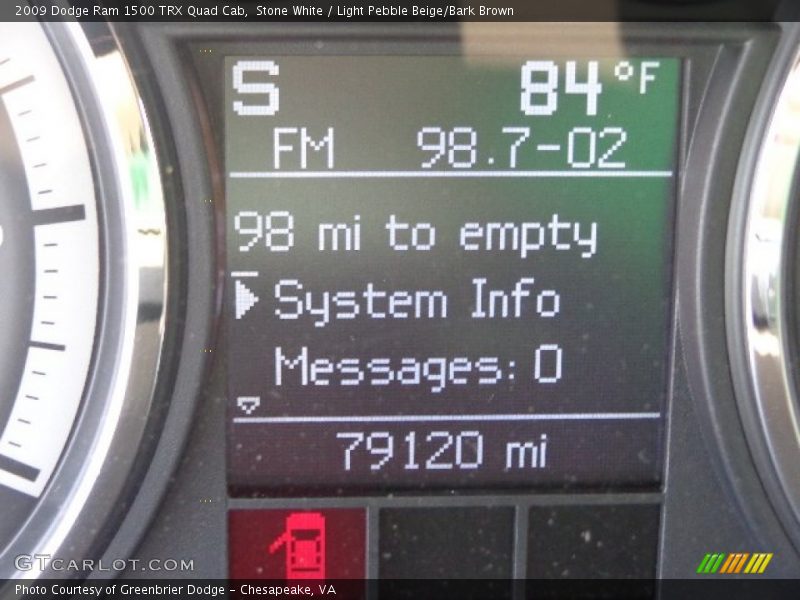 2009 Dodge Ram 1500 TRX Quad Cab, Stone White / Light Pebble Beige/Bark Brown
S 84°F
FM 98.7-02
98 mi to empty
System Info
Messages: 0
79120 mi
GTCARLOT.COM
Photo Courtesy of Greenbrier Dodge - Chesapeake, VA